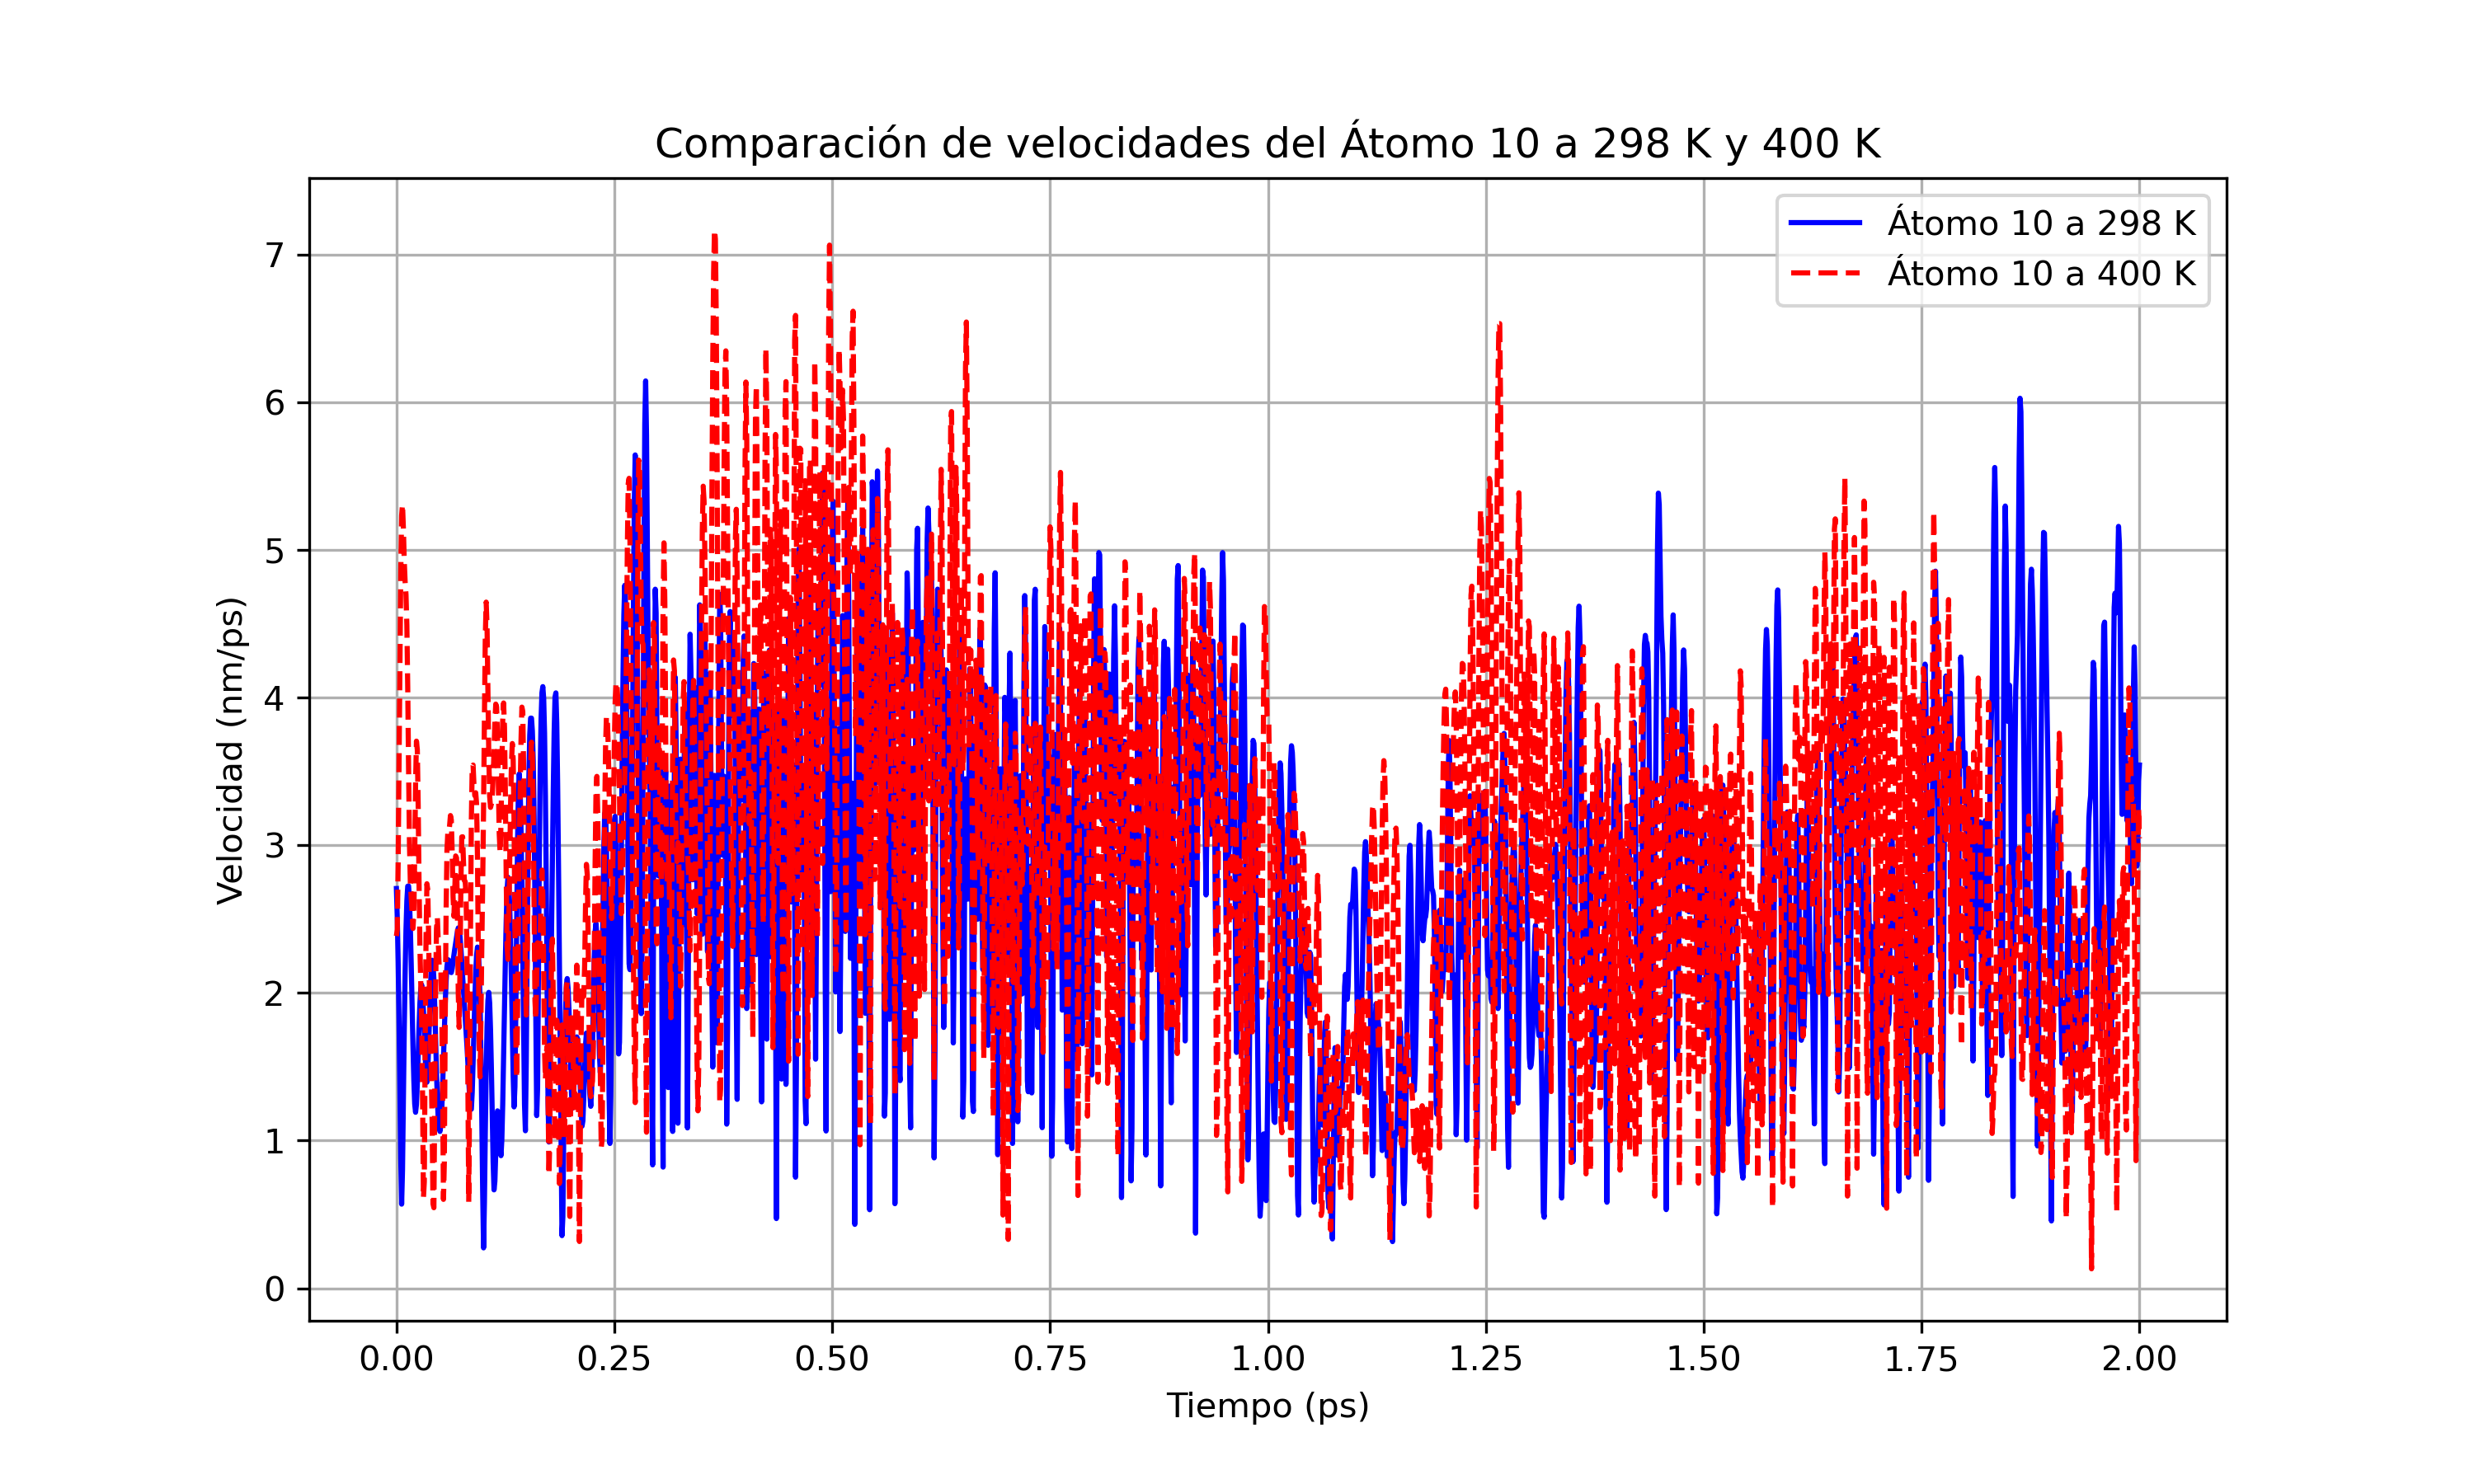 Comparación de velocidades del Átomo 10 a 298 K y 400 K
Átomo 10 a 298 K
Átomo 10 a 400 K
Velocidad (nm/ps)
7
6
5
4
3
2
1
0
0.00 0.25 0.50 0.75 1.00 1.25 1.50 1.75 2.00
Tiempo (ps)